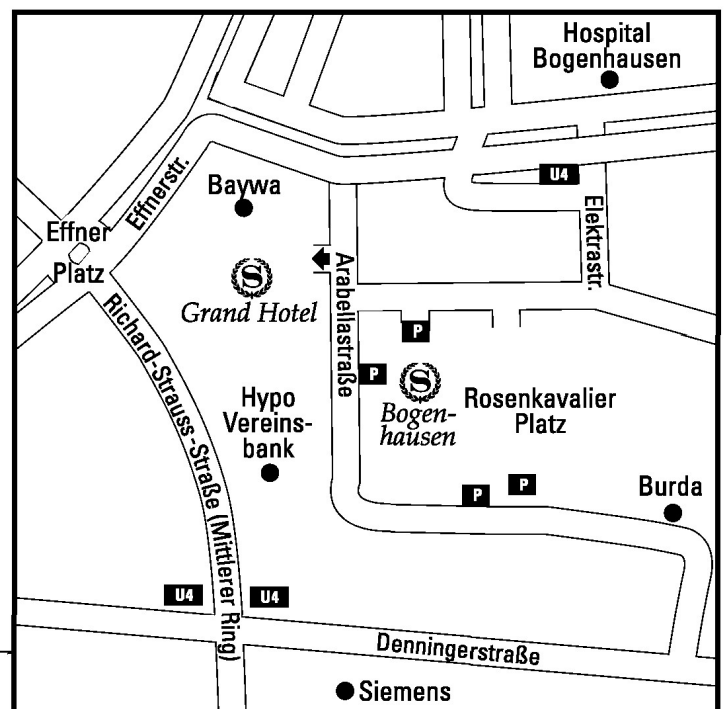 Hospital
Bogenhausen
U4
Baywa
Effnerstr.
Elektrastr.
Effner
Platz
S
Grand Hotel
Arabellastraße
P
Richard-Strauss-Straße (Mittlerer Ring)
P
S
Bogen-
hausen
Rosenkavalier
Platz
Hypo
Vereins-
bank
P
P
Burda
U4
U4
Denningerstraße
Siemens